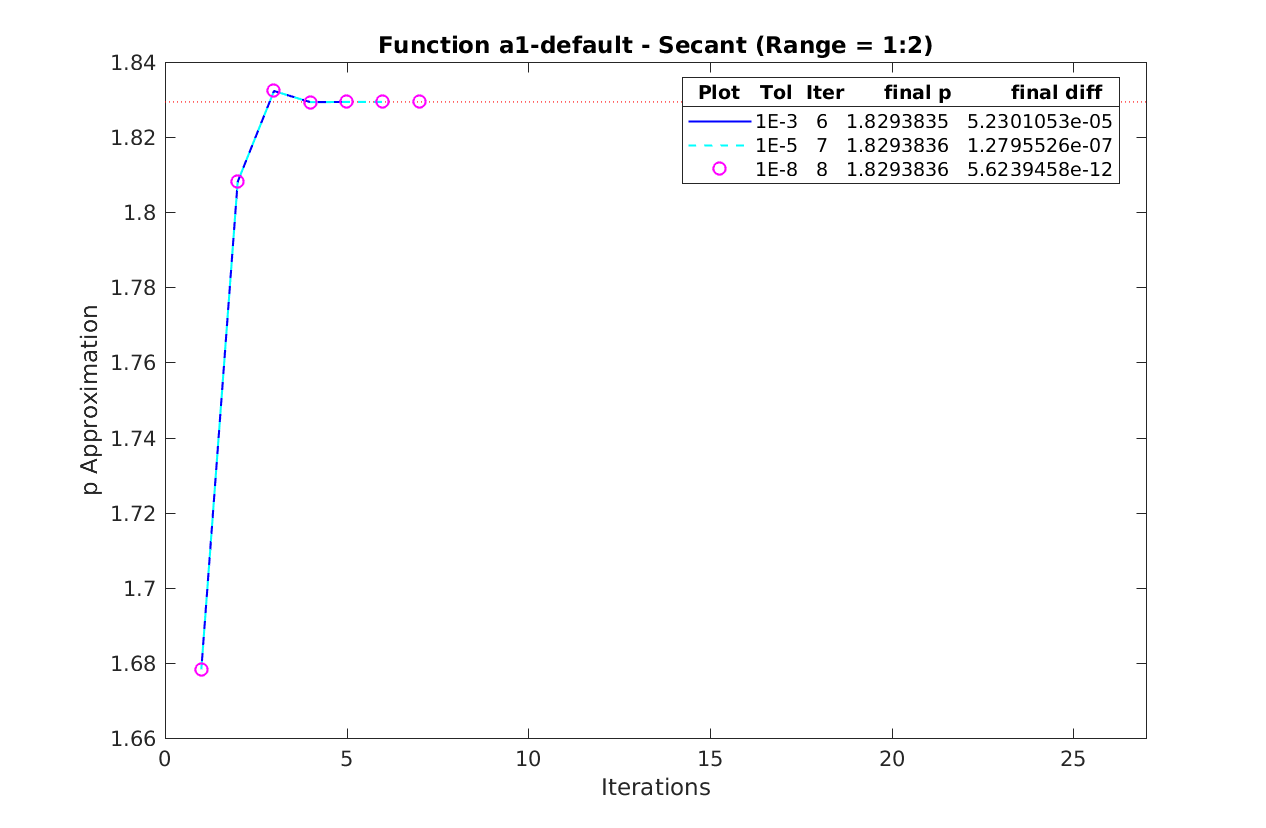 Function a1-default - Secant (Range = 1:2)
Plot Tol Iter final p final diff
1E-3 6 1.8293835 5.2301053e-05
1E-5 7 1.8293836 1.2795526e-07
1E-8 8 1.8293836 5.6239458e-12
1.84
1.82
1.8
1.78
1.76
1.74
1.72
1.7
1.68
1.66
p Approximation
0 5 10 15 20 25
Iterations